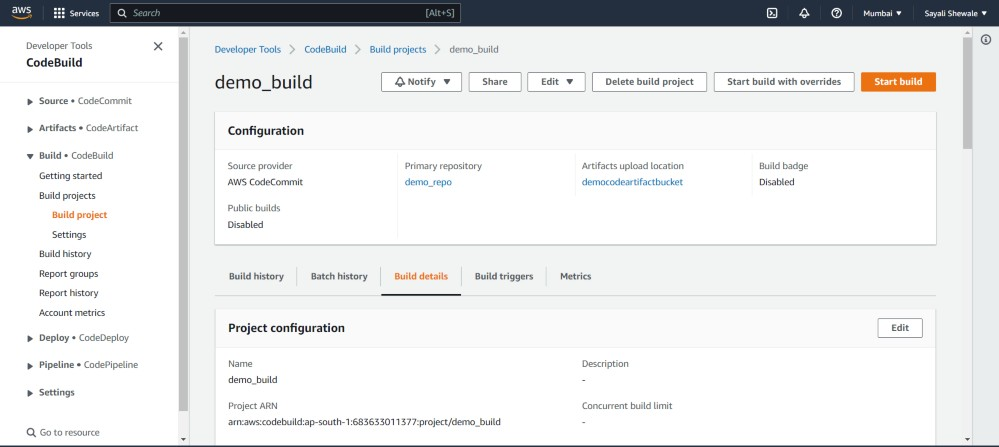 aws Services Search [Alt+S] Mumbai ▼ Sayali Shewale ▼
Developer Tools
CodeBuild
Source • CodeCommit
Artifacts • CodeArtifact
Build • CodeBuild
Getting started
Build projects
Build project
Settings
Build history
Report groups
Report history
Account metrics
Deploy • CodeDeploy
Pipeline • CodePipeline
Settings
Go to resource
Developer Tools > CodeBuild > Build projects > demo_build
demo_build
Notify ▼ Share Edit ▼ Delete build project Start build with overrides Start build
Configuration
Source provider
AWS CodeCommit
Primary repository
demo_repo
Artifacts upload location
democodeartifactbucket
Build badge
Disabled
Public builds
Disabled
Build history Batch history Build details Build triggers Metrics
Project configuration Edit
Name
demo_build
Description
-
Project ARN
arn:aws:codebuild:ap-south-1:683633011377:project/demo_build
Concurrent build limit
-